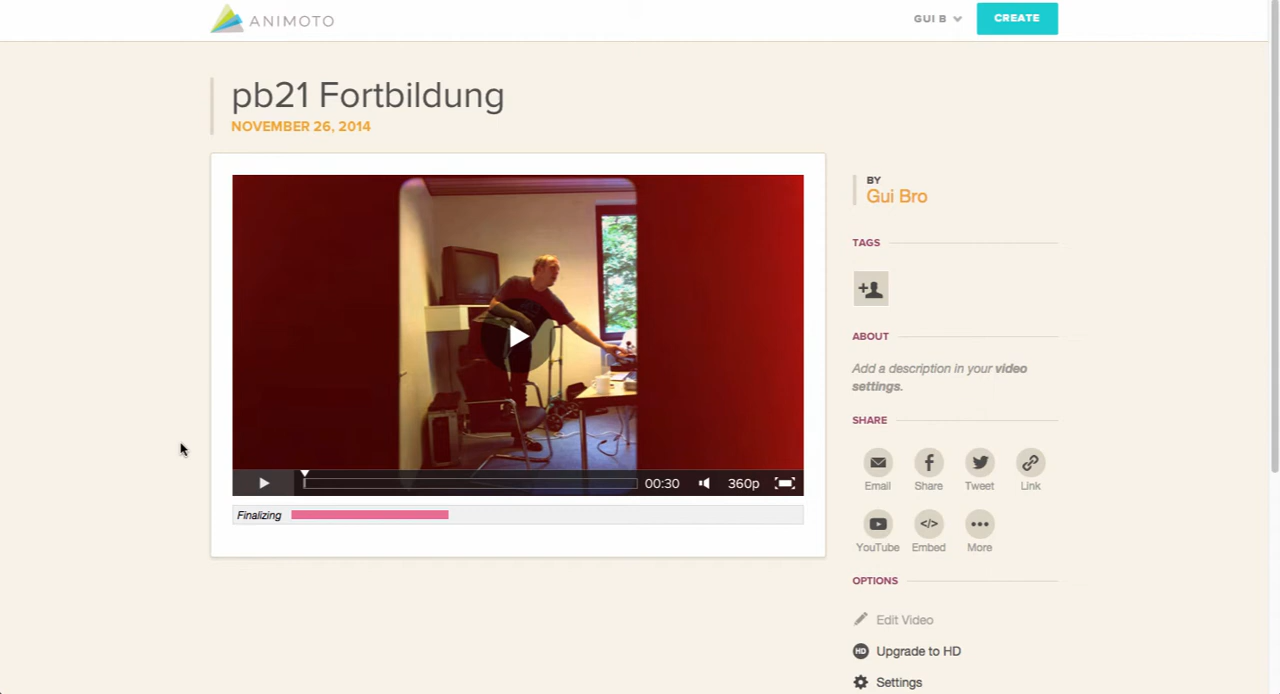 ANIMOTO
GUI B
CREATE
pb21 Fortbildung
NOVEMBER 26, 2014
BY
Gui Bro
TAGS
ABOUT
Add a description in your video
settings.
SHARE
Email
Share
Tweet
Link
YouTube
</>
Embed
More
00:30
360p
Finalizing
OPTIONS
Edit Video
HD
Upgrade to HD
Settings